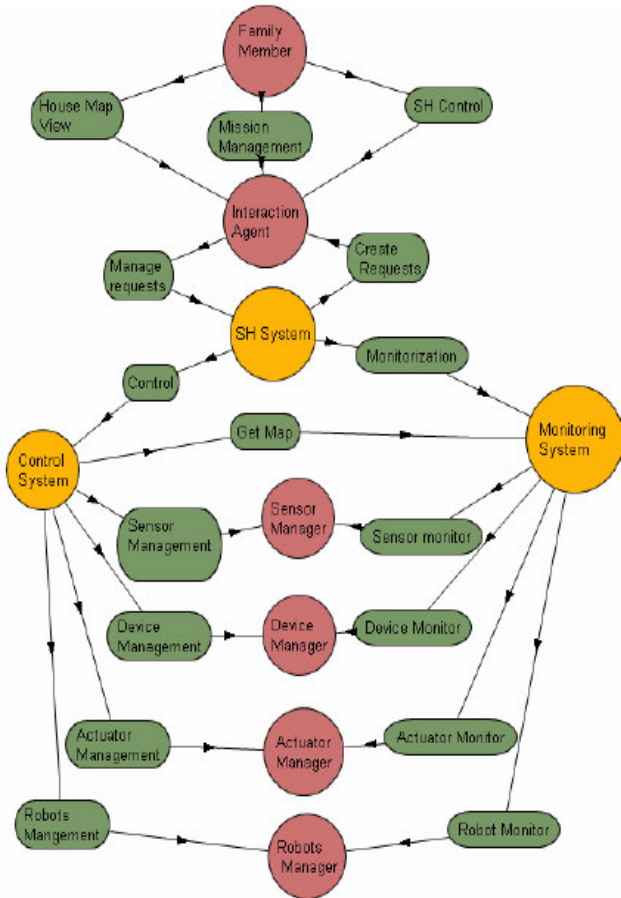 Family
Member
House Map
View
Mission
Management
SH Control
Interaction
Agent
Manage
requests
Create
Requests
SH System
Control
Monitorization
Get Map
Control
System
Monitoring
System
Sensor
Management
Sensor
Manager
Sensor monitor
Device
Management
Device
Manager
Device Monitor
Actuator
Management
Actuator
Manager
Actuator Monitor
Robots
Mangement
Robots
Manager
Robot Monitor